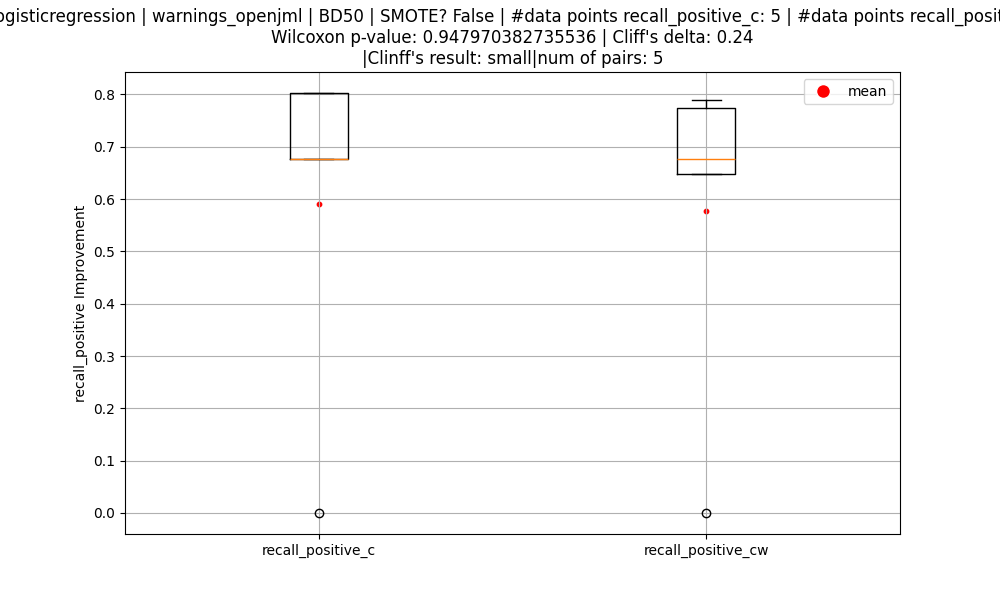 ogisticregression | warnings_openjml | BD50 | SMOTE? False | #data points recall_positive_c: 5 | #data points recall_posit
Wilcoxon p-value: 0.947970382735536 | Cliff's delta: 0.24
|Clinff's result: small|num of pairs: 5
mean
recall_positive Improvement
0.8
0.7
0.6
0.5
0.4
0.3
0.2
0.1
0.0
recall_positive_c
recall_positive_cw